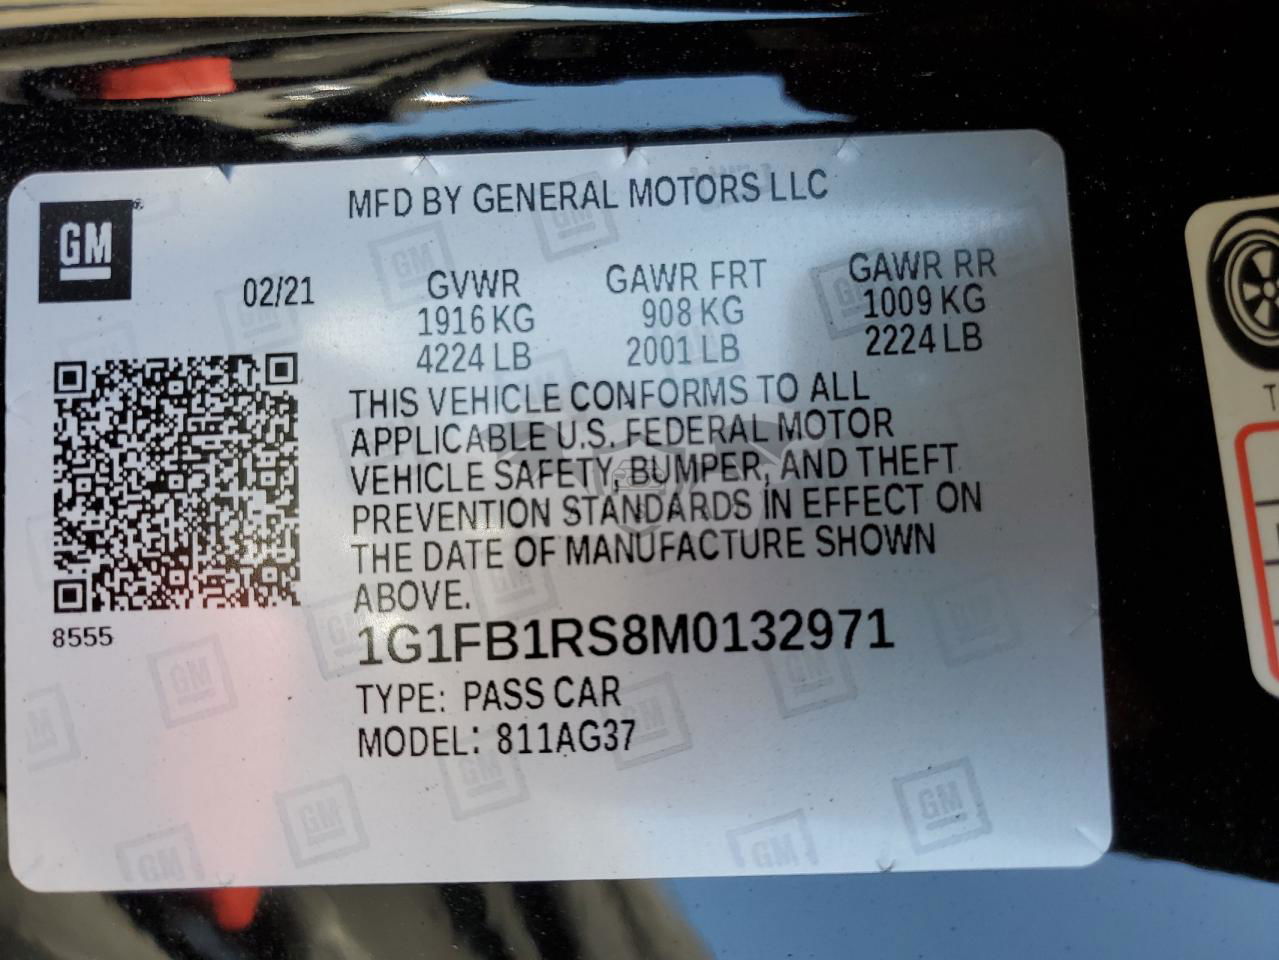 MFD BY GENERAL MOTORS LLC
GM
02/21
GVWR GAWR FRT GAWR RR
1916 KG 908 KG 1009 KG
4224 LB 2001 LB 2224 LB
THIS VEHICLE CONFORMS TO ALL
APPLICABLE U.S. FEDERAL MOTOR
VEHICLE SAFETY, BUMPER, AND THEFT
PREVENTION STANDARDS IN EFFECT ON
THE DATE OF MANUFACTURE SHOWN
ABOVE.
8555
1G1FB1RS8M0132971
TYPE: PASS CAR
MODEL: 811AG37